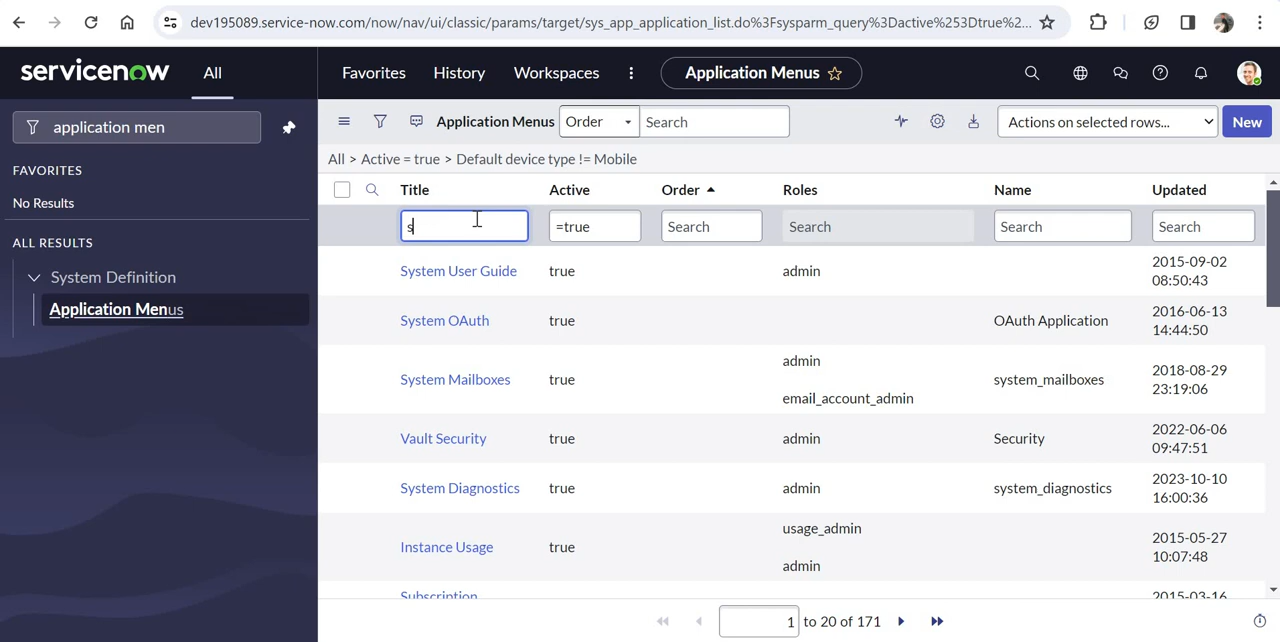 dev195089.service-now.com/now/nav/ui/classic/params/target/sys_app_application_list.do%3Fsysparm_query%3Dactive%253Dtrue%2...
servicenow
All
Favorites
History
Workspaces
Application Menus
application men
Application Menus
Order
Search
Actions on selected rows...
New
FAVORITES
No Results
ALL RESULTS
System Definition
Application Menus
All > Active = true > Default device type != Mobile
Title Active Order Roles Name Updated
s =true Search Search Search Search
System User Guide true admin 2015-09-02
08:50:43
System OAuth true OAuth Application 2016-06-13
14:44:50
System Mailboxes true admin
email_account_admin system_mailboxes 2018-08-29
23:19:06
Vault Security true admin Security 2022-06-06
09:47:51
System Diagnostics true admin system_diagnostics 2023-10-10
16:00:36
Instance Usage true usage_admin
admin 2015-05-27
10:07:48
Subscription 2015-03-16
1 to 20 of 171